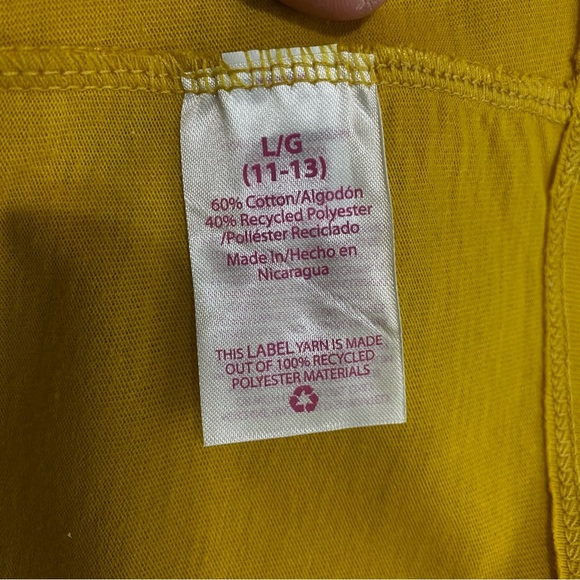 L/G
(11-13)
60% Cotton/Algodón
40% Recycled Polyester
/Poliéster Reciclado
Made In/Hecho en
Nicaragua
THIS LABEL YARN IS MADE
OUT OF 100% RECYCLED
POLYESTER MATERIALS